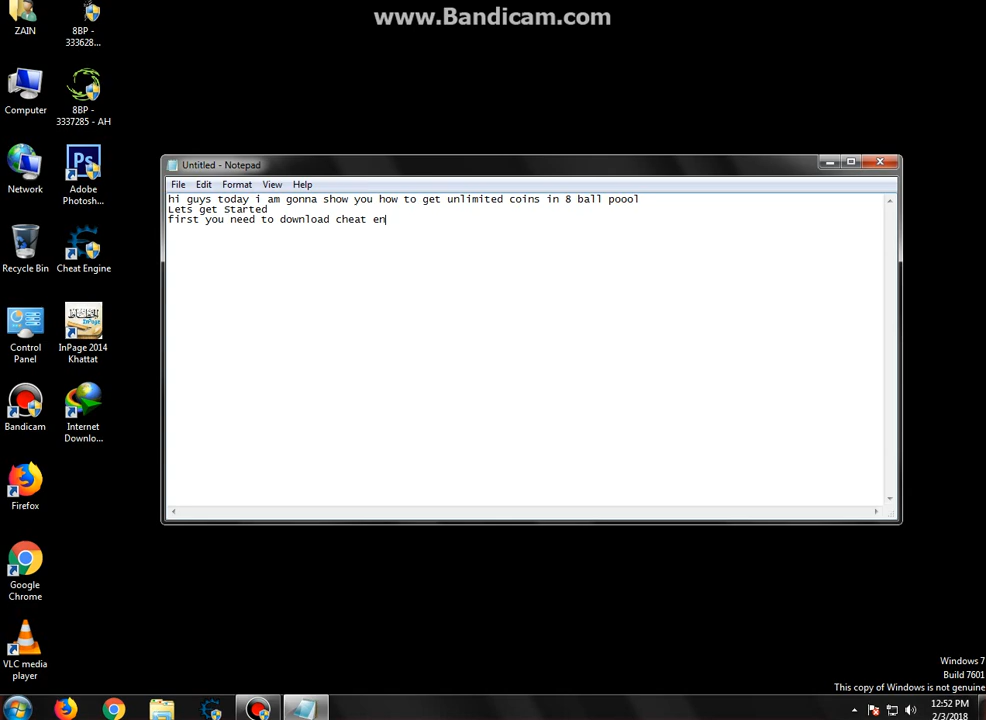 www.Bandicam.com
ZAIN
8BP -
333628...
Computer
8BP -
3337285 - AH
Network
Ps
Adobe
Photosh...
Recycle Bin
Cheat Engine
Control
Panel
InPage 2014
Khattat
Bandicam
Internet
Downlo...
Firefox
Google
Chrome
VLC media
player
Untitled - Notepad
File Edit Format View Help
hi guys today i am gonna show you how to get unlimited coins in 8 ball poool
Lets get Started
first you need to download cheat en
Windows 7
Build 7601
This copy of Windows is not genuine
12:52 PM
2/3/2018